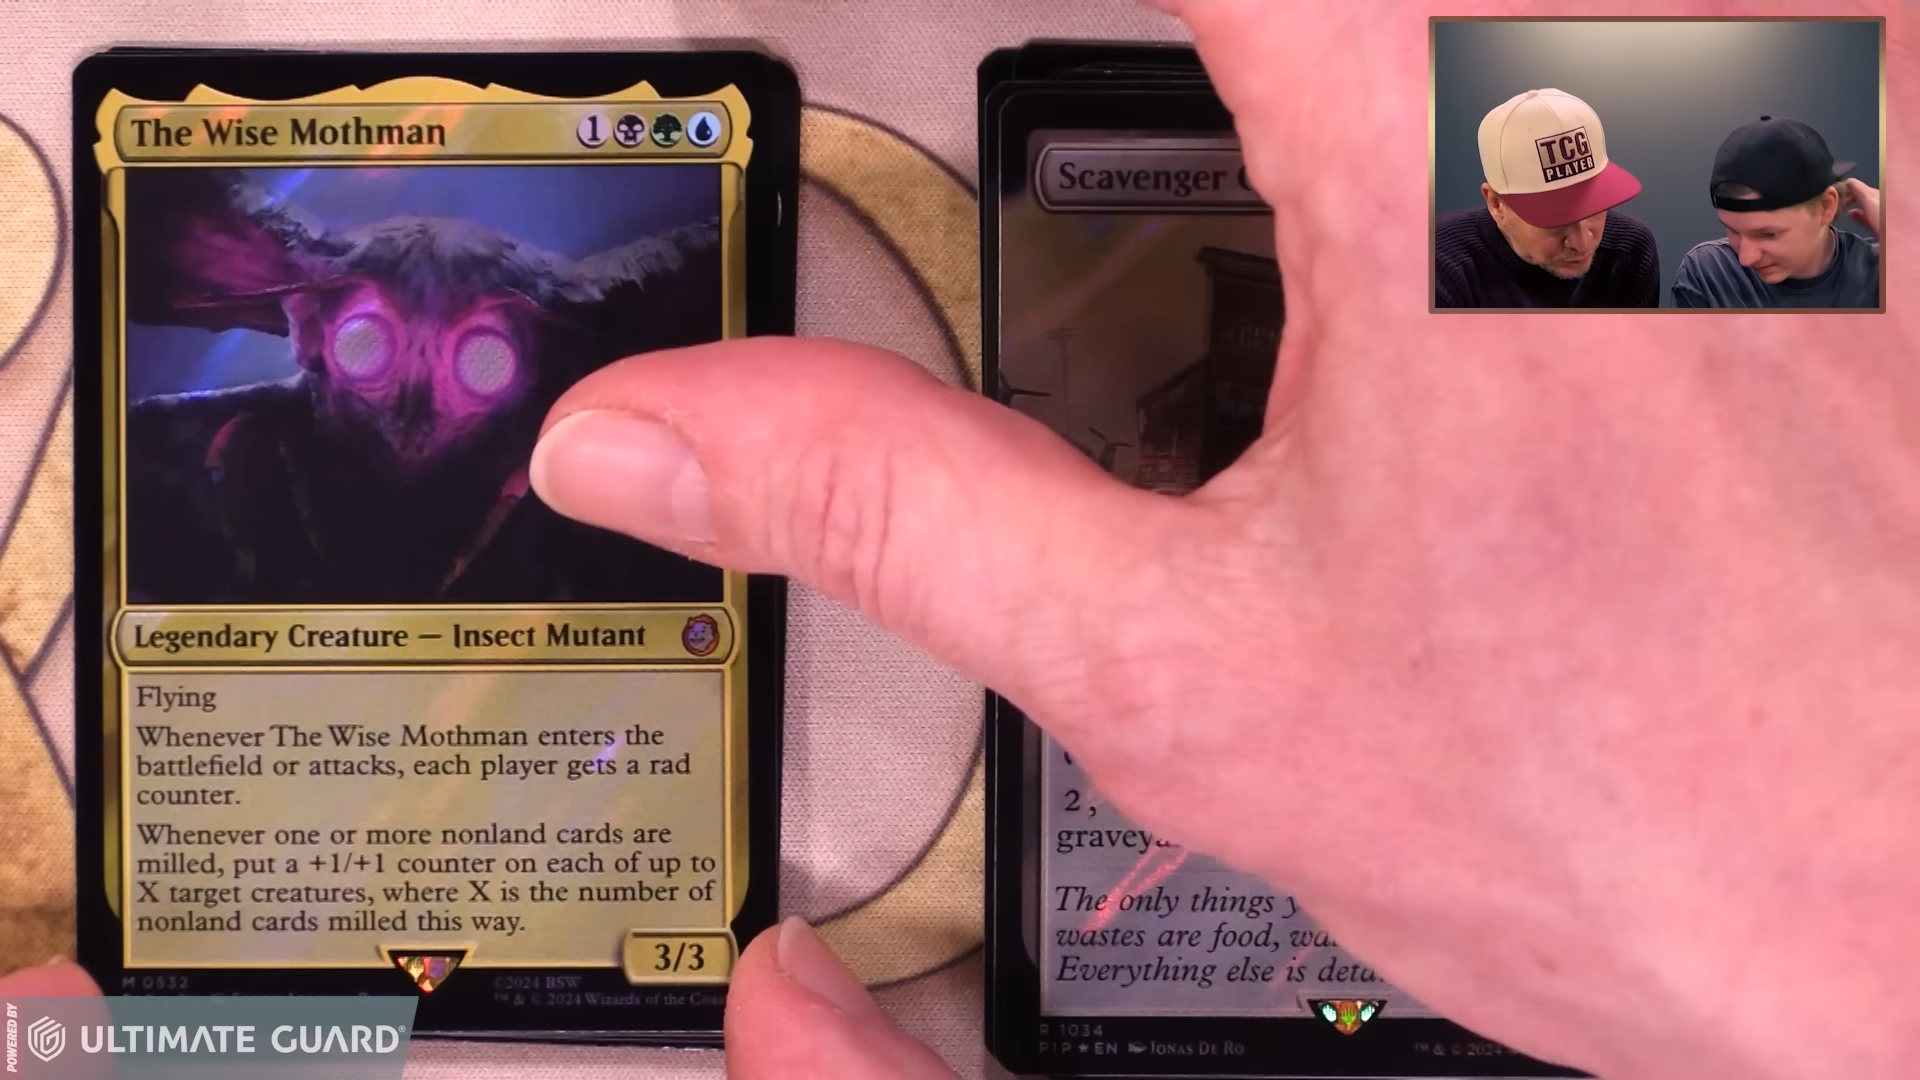 The Wise Mothman
1
Legendary Creature — Insect Mutant
Flying
Whenever The Wise Mothman enters the
battlefield or attacks, each player gets a rad
counter.
Whenever one or more nonland cards are
milled, put a +1/+1 counter on each of up to
X target creatures, where X is the number of
nonland cards milled this way.
3/3
M 0532
©2024 BSW
™ & © 2024 Wizards of the Coas
Scavenger
2,
The only things
wastes are food,
Everything else is
R 1034
PIP ★ EN JONAS DE RO
™ & © 2024
TCG
PLAYER
POWERED BY
ULTIMATE GUARD®